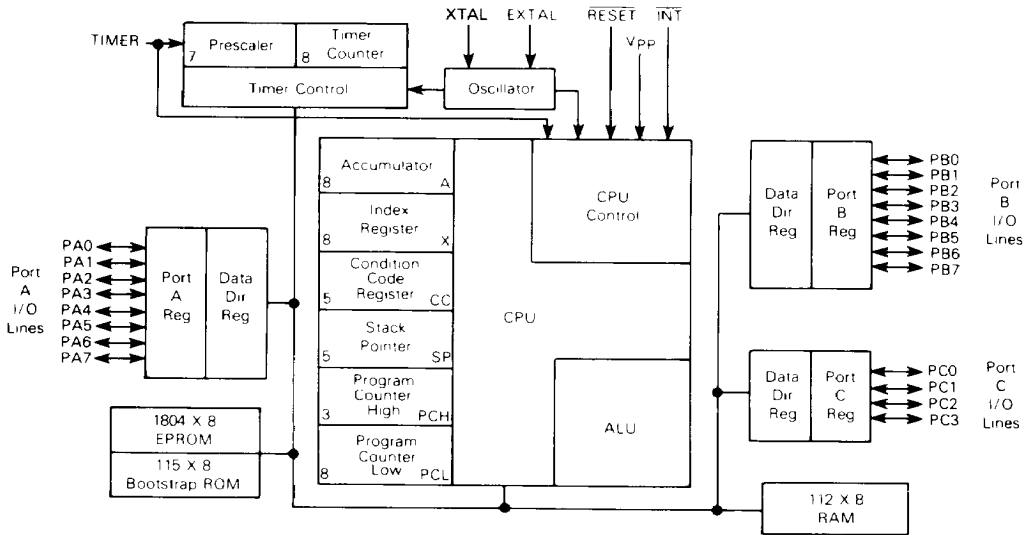 XTAL EXTAL RESET INT
VPP
TIMER
Prescaler
7
Timer
Counter
8
Timer Control
Oscillator
Accumulator
8 A
Index
Register
8 X
Condition
Code
Register
5 CC
Stack
Pointer
5 SP
Program
Counter
High
3 PCH
Program
Counter
Low
8 PCL
CPU
Control
CPU
ALU
Port
A
I/O
Lines
PA0
PA1
PA2
PA3
PA4
PA5
PA6
PA7
Port
A
Reg
Data
Dir
Reg
1804 X 8
EPROM
115 X 8
Bootstrap ROM
Data
Dir
Reg
Port
B
Reg
PB0
PB1
PB2
PB3
PB4
PB5
PB6
PB7
Port
B
I/O
Lines
Data
Dir
Reg
Port
C
Reg
PC0
PC1
PC2
PC3
Port
C
I/O
Lines
112 X 8
RAM